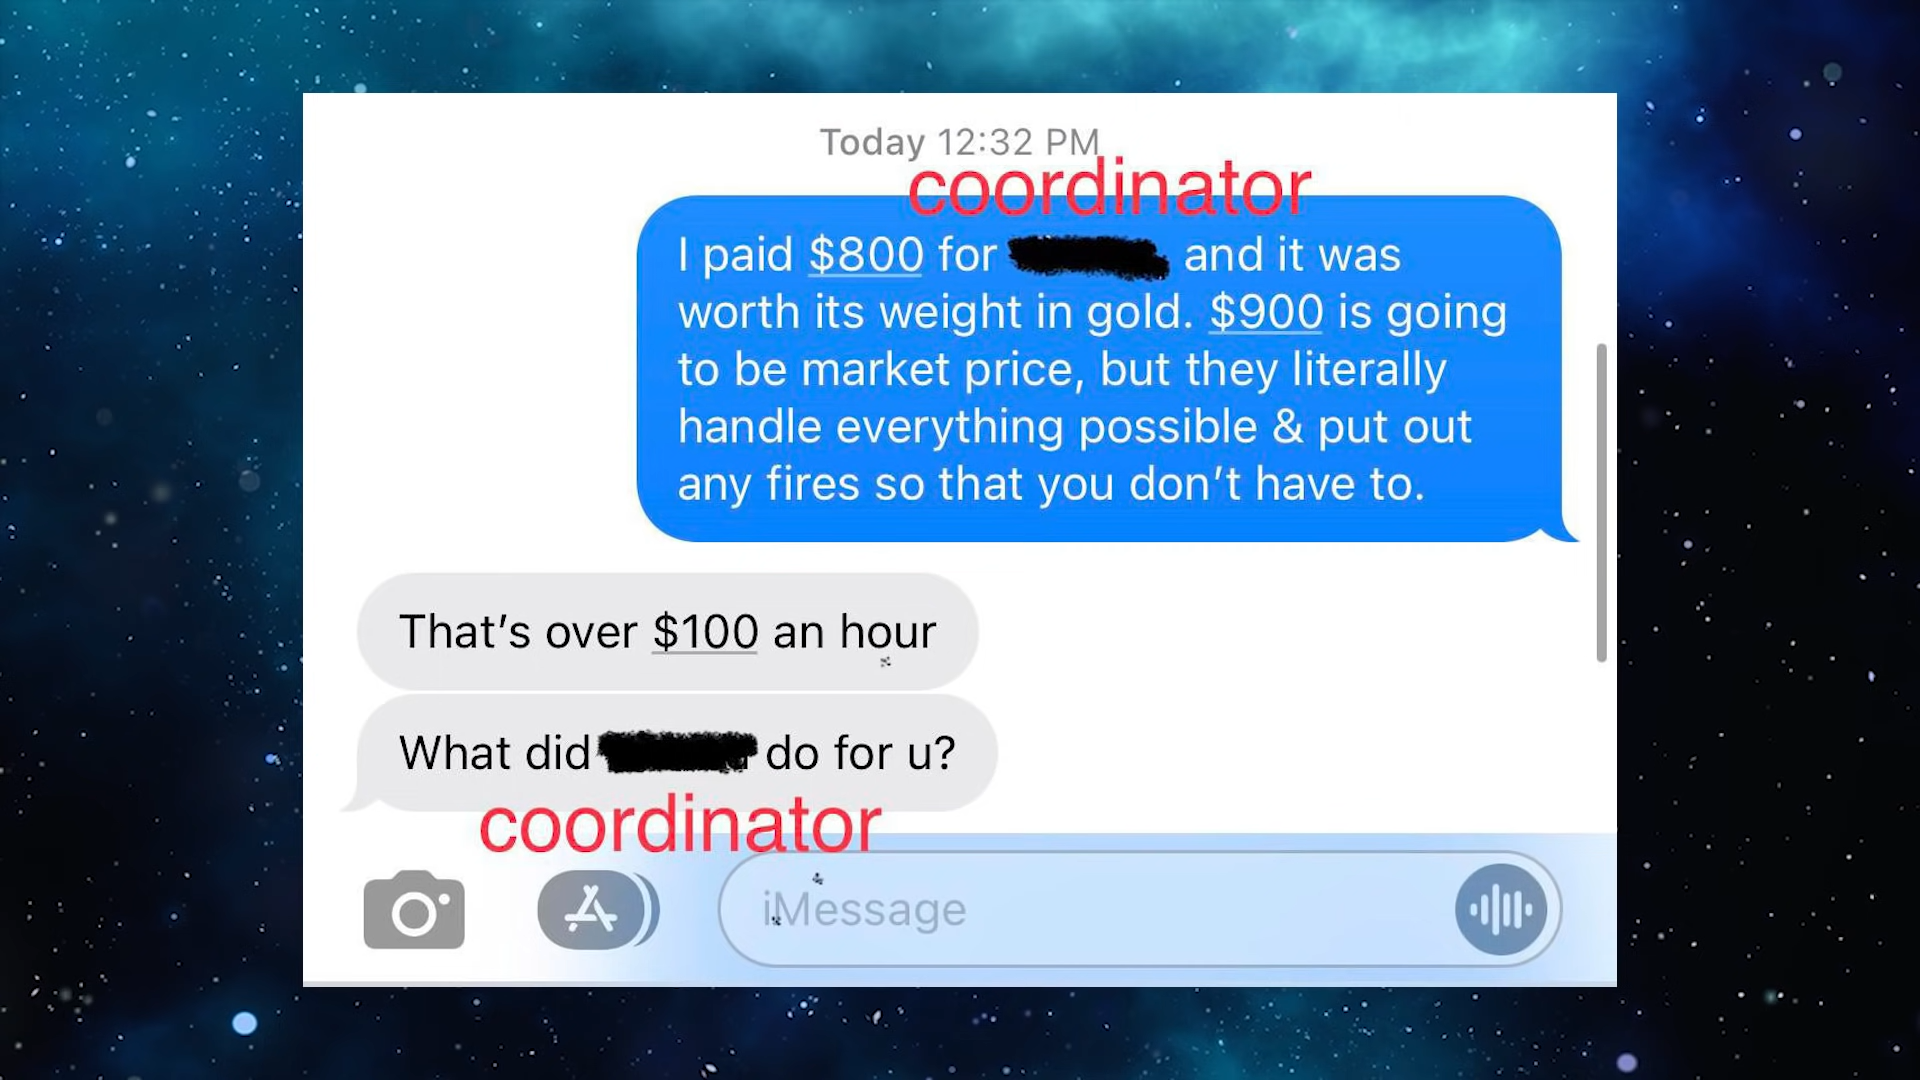 Today 12:32 PM
coordinator
I paid $800 for and it was
worth its weight in gold. $900 is going
to be market price, but they literally
handle everything possible & put out
any fires so that you don’t have to.
That’s over $100 an hour
What did do for u?
coordinator
iMessage